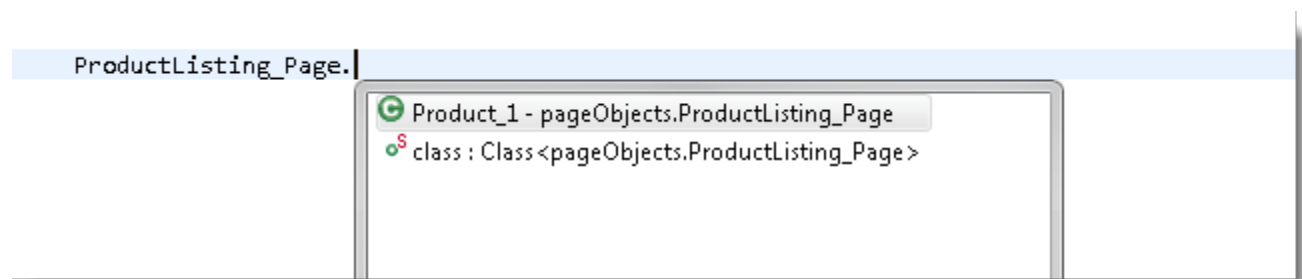 ProductListing_Page.
Product_1 - pageObjects.ProductListing_Page
class : Class<pageObjects.ProductListing_Page>